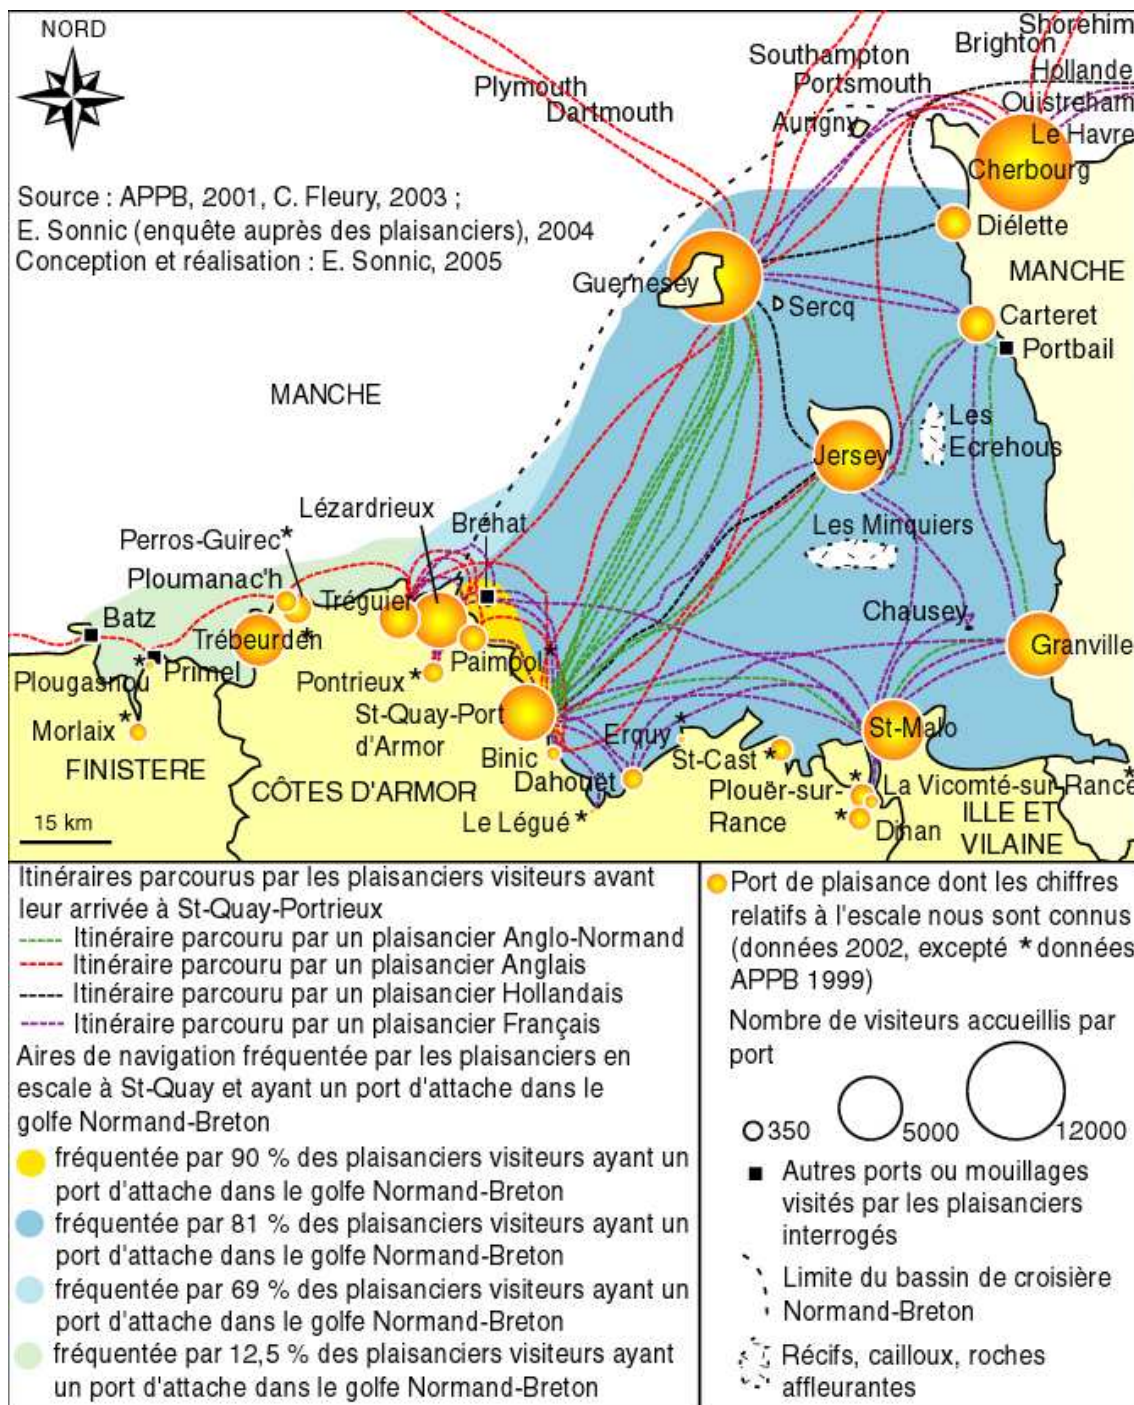 NORD
Shoreham
Brighton
Southampton
Portsmouth
Plymouth
Dartmouth
Hollande
Aurigny
Ouistreham
Le Havre
Cherbourg
Source : APPB, 2001, C. Fleury, 2003 ;
E. Sonnic (enquête auprès des plaisanciers), 2004
Conception et réalisation : E. Sonnic, 2005
Diélette
MANCHE
Guernesey
Sercq
Carteret
Portbail
MANCHE
Les
Ecrehous
Jersey
Lézardrieux
Bréhat
Les Minquiers
Perros-Guirec*
Ploumanac'h
Tréguier
Batz
Chausey
Trébeurden
*
Granville
Plougasnou
*
Primel
Paimpol
*
Pontrieux *
St-Quay-Port
d'Armor
St-Malo
Morlaix *
Erquy *
Binic
St-Cast *
FINISTERE
CÔTES D'ARMOR
Dahouët
Plouër-sur-
Rance
*
*
La Vicomté-sur-Rance
*
Le Légué *
Dinan
ILLE ET
VILAINE
15 km
Itinéraires parcourus par les plaisanciers visiteurs avant
leur arrivée à St-Quay-Portrieux
Itinéraire parcouru par un plaisancier Anglo-Normand
Itinéraire parcouru par un plaisancier Anglais
Itinéraire parcouru par un plaisancier Hollandais
Itinéraire parcouru par un plaisancier Français
Aires de navigation fréquentée par les plaisanciers en
escale à St-Quay et ayant un port d'attache dans le
golfe Normand-Breton
fréquentée par 90 % des plaisanciers visiteurs ayant un
port d'attache dans le golfe Normand-Breton
fréquentée par 81 % des plaisanciers visiteurs ayant un
port d'attache dans le golfe Normand-Breton
fréquentée par 69 % des plaisanciers visiteurs ayant un
port d'attache dans le golfe Normand-Breton
fréquentée par 12,5 % des plaisanciers visiteurs ayant
un port d'attache dans le golfe Normand-Breton
Port de plaisance dont les chiffres
relatifs à l'escale nous sont connus
(données 2002, excepté * données
APPB 1999)
Nombre de visiteurs accueillis par
port
350
5000
12000
Autres ports ou mouillages
visités par les plaisanciers
interrogés
Limite du bassin de croisière
Normand-Breton
Récifs, cailloux, roches
affleurantes